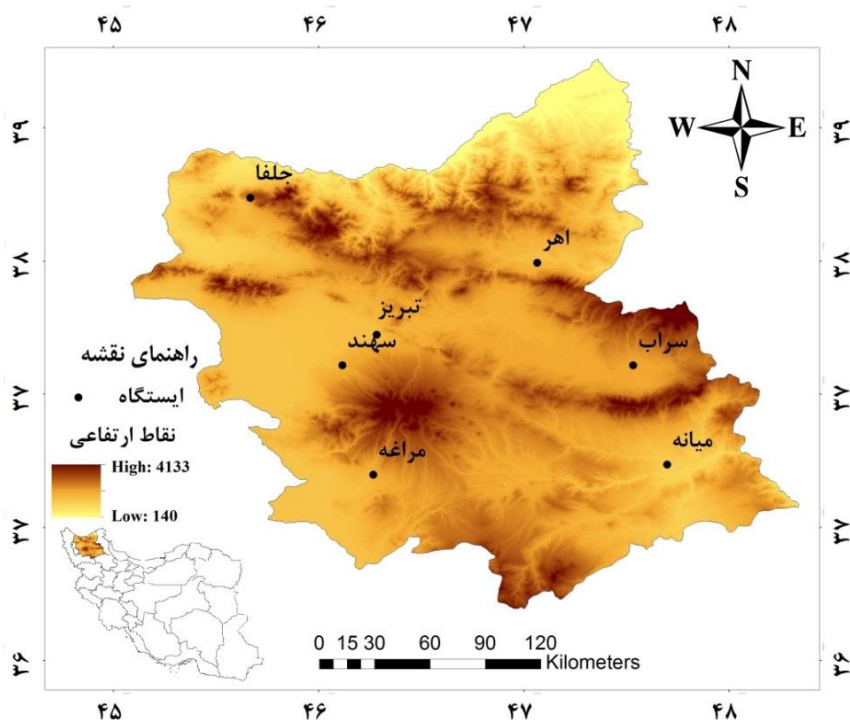 ۴۵ ۴۶ ۴۷ ۴۸
N
W E
S
۳۹
۳۹
۳۸
۳۸
۳۷
۳۷
۳۷
۳۷
۳۶
۳۶
جلفا
اهر
تبریز
سهند
سراب
میانه
مراغه
راهنمای نقشه
ایستگاه
نقاط ارتفاعی
High: 4133
Low: 140
0 15 30 60 90 120
Kilometers
۴۵ ۴۶ ۴۷ ۴۸